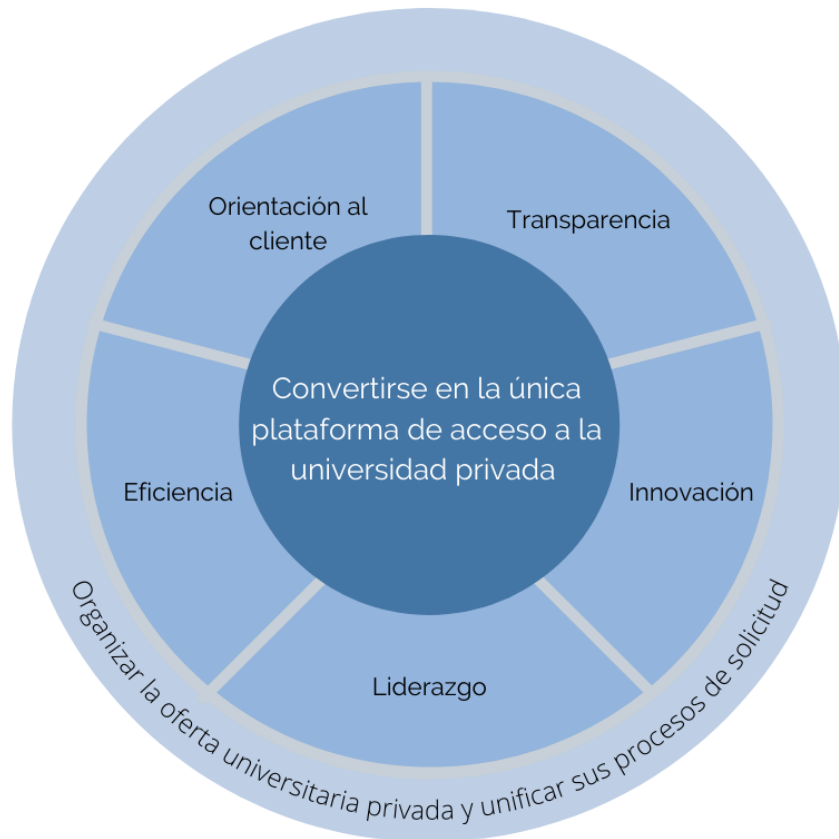 Orientación al
cliente
Transparencia
Convertirse en la única
plataforma de acceso a la
universidad privada
Eficiencia
Innovación
Liderazgo
Organizar la oferta universitaria privada y unificar sus procesos de solicitud